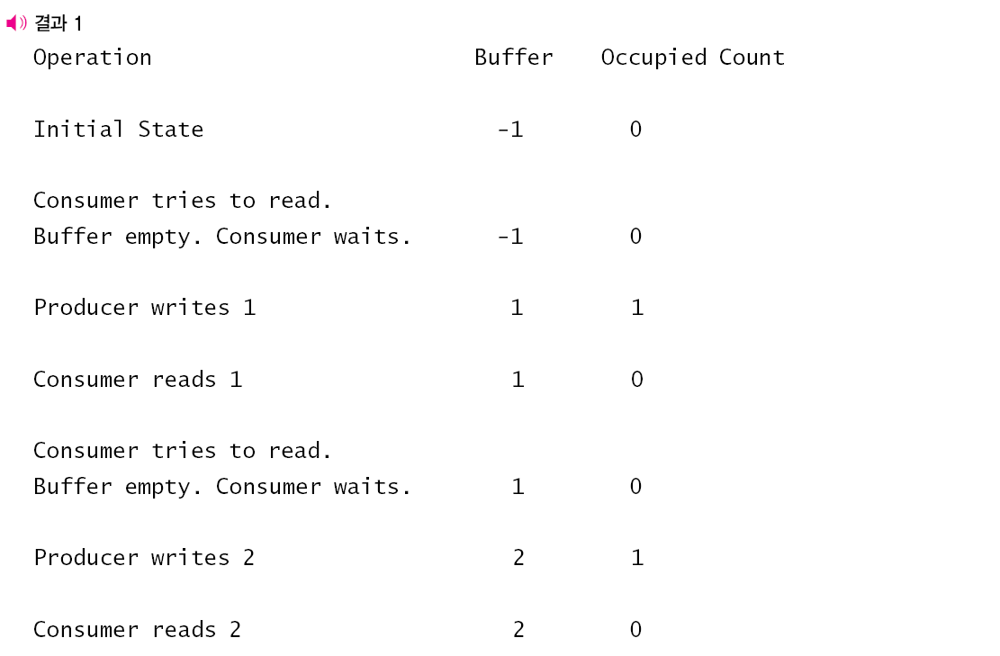 결과 1
Operation Buffer Occupied Count
Initial State -1 0
Consumer tries to read.
Buffer empty. Consumer waits. -1 0
Producer writes 1 1 1
Consumer reads 1 1 0
Consumer tries to read.
Buffer empty. Consumer waits. 1 0
Producer writes 2 2 1
Consumer reads 2 2 0